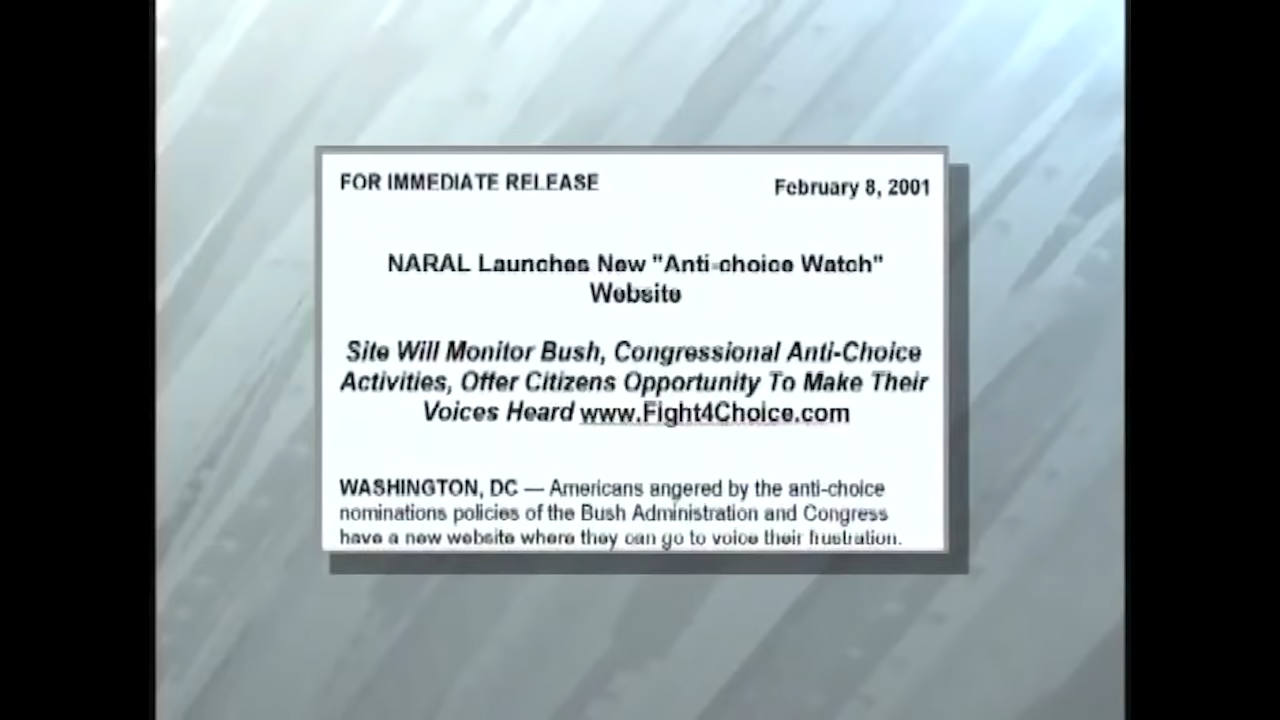 FOR IMMEDIATE RELEASE
February 8, 2001
NARAL Launches New "Anti-choice Watch"
Website
Site Will Monitor Bush, Congressional Anti-Choice
Activities, Offer Citizens Opportunity To Make Their
Voices Heard www.Fight4Choice.com
WASHINGTON, DC — Americans angered by the anti-choice
nominations policies of the Bush Administration and Congress
have a new website where they can go to voice their frustration.